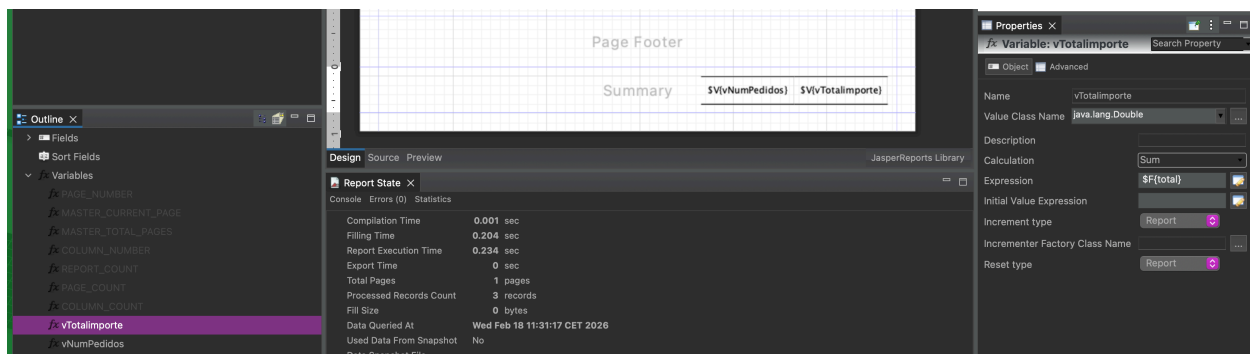 Page Footer
Summary
$V{vNumPedidos} $V{vTotalimporte}
Outline
Fields
Sort Fields
Variables
PAGE_NUMBER
MASTER_CURRENT_PAGE
MASTER_TOTAL_PAGES
COLUMN_NUMBER
REPORT_COUNT
PAGE_COUNT
COLUMN_COUNT
vTotalimporte
vNumPedidos
Design Source Preview JasperReports Library
Report State
Console Errors (0) Statistics
Compilation Time 0.001 sec
Filling Time 0.204 sec
Report Execution Time 0.234 sec
Export Time 0 sec
Total Pages 1 pages
Processed Records Count 3 records
Fill Size 0 bytes
Data Queried At Wed Feb 18 11:31:17 CET 2026
Used Data From Snapshot No
Data Snapshot File
Properties
fx Variable: vTotalimporte Search Property
Object Advanced
Name vTotalimporte
Value Class Name java.lang.Double ...
Description
Calculation Sum
Expression $F{total}
Initial Value Expression
Increment type Report
Incrementer Factory Class Name ...
Reset type Report